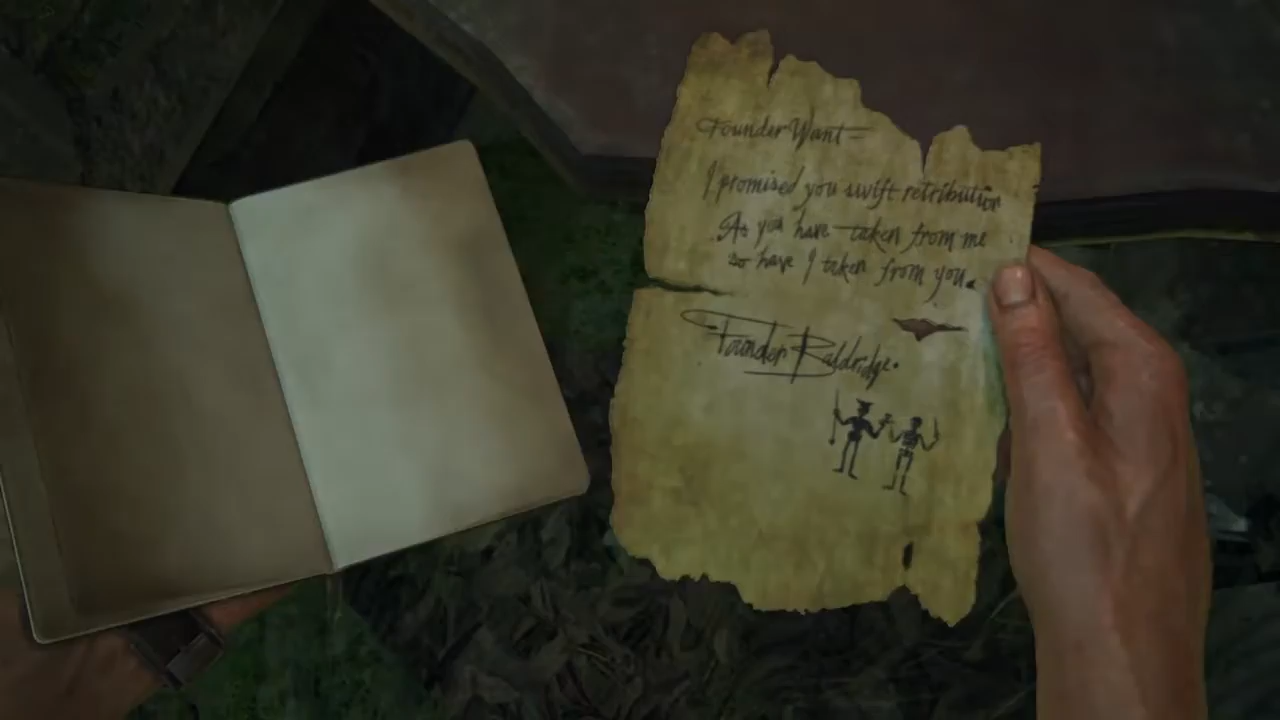 Founder Want—
I promised you swift retribution
As you have taken from me
so have I taken from you.
Founder Baldridge.